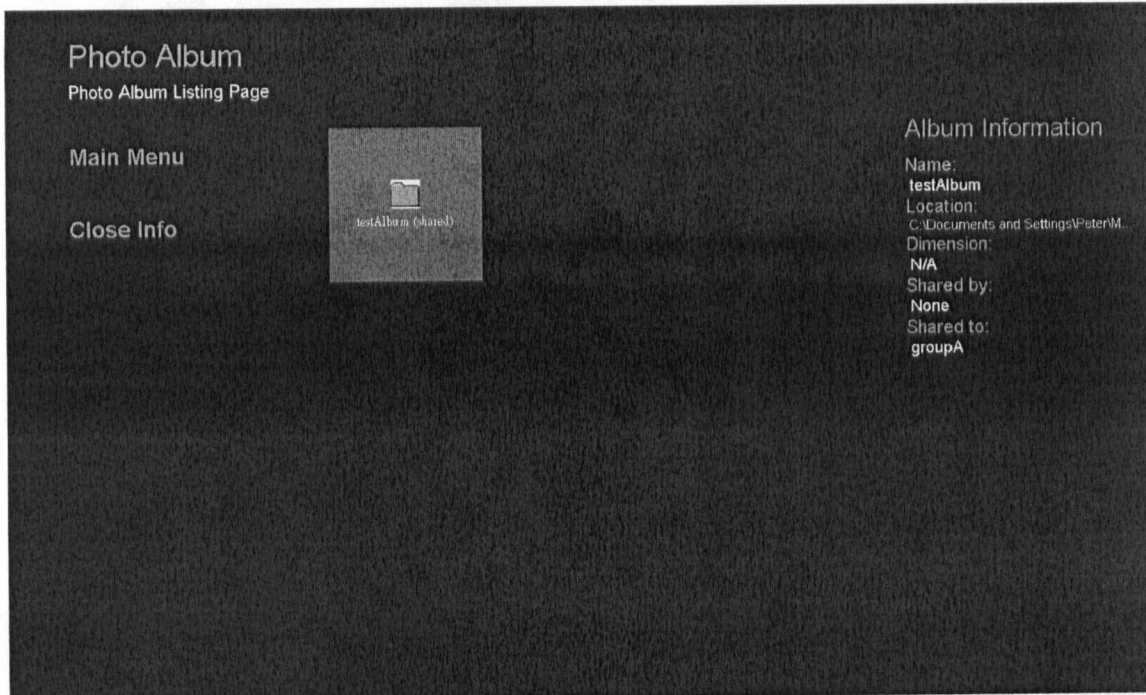 Photo Album
Photo Album Listing Page
Main Menu
Close Info
testAlbum (shared)
Album Information
Name:
testAlbum
Location:
C:\Documents and Settings\Peter\M...
Dimension:
N/A
Shared by:
None
Shared to:
groupA